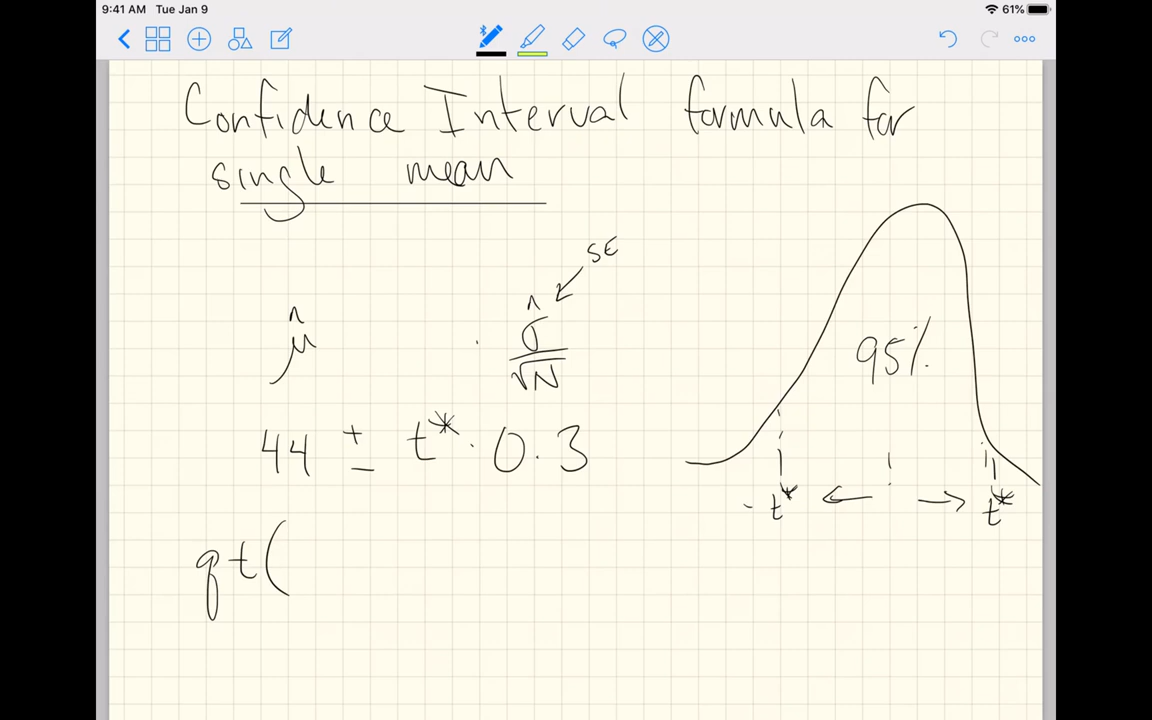 9:41 AM Tue Jan 9
61%
Confidence Interval formula for
single mean
SE
μ̂
σ̂
√N
95%
44 ± t* · 0.3
-t* ← → t*
qt(